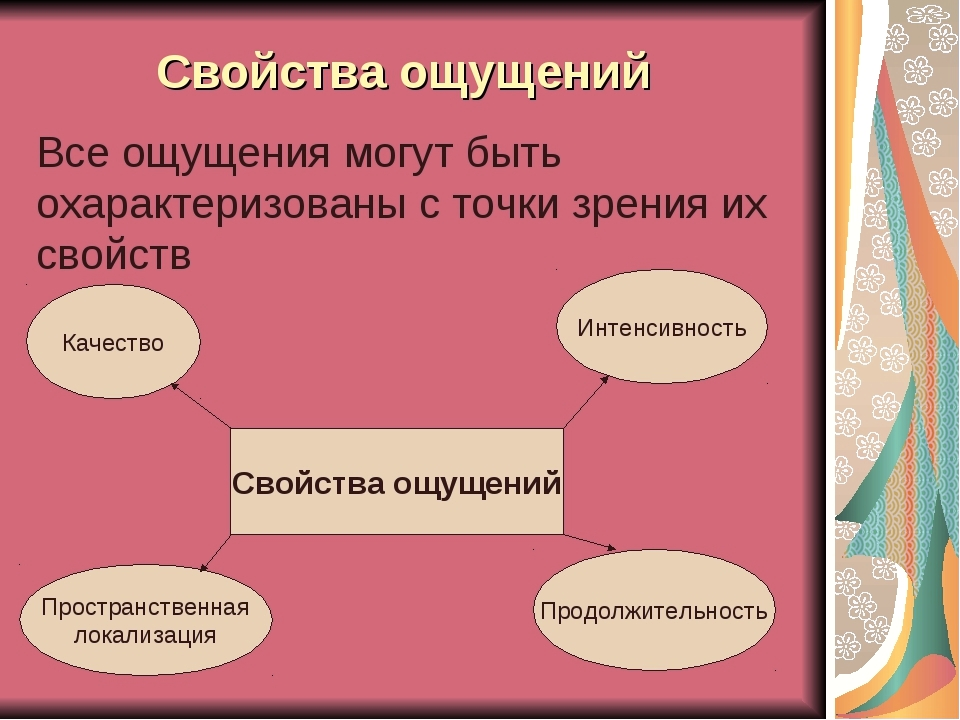 Свойства ощущений
Все ощущения могут быть
охарактеризованы с точки зрения их
свойств
Качество
Интенсивность
Свойства ощущений
Пространственная
локализация
Продолжительность